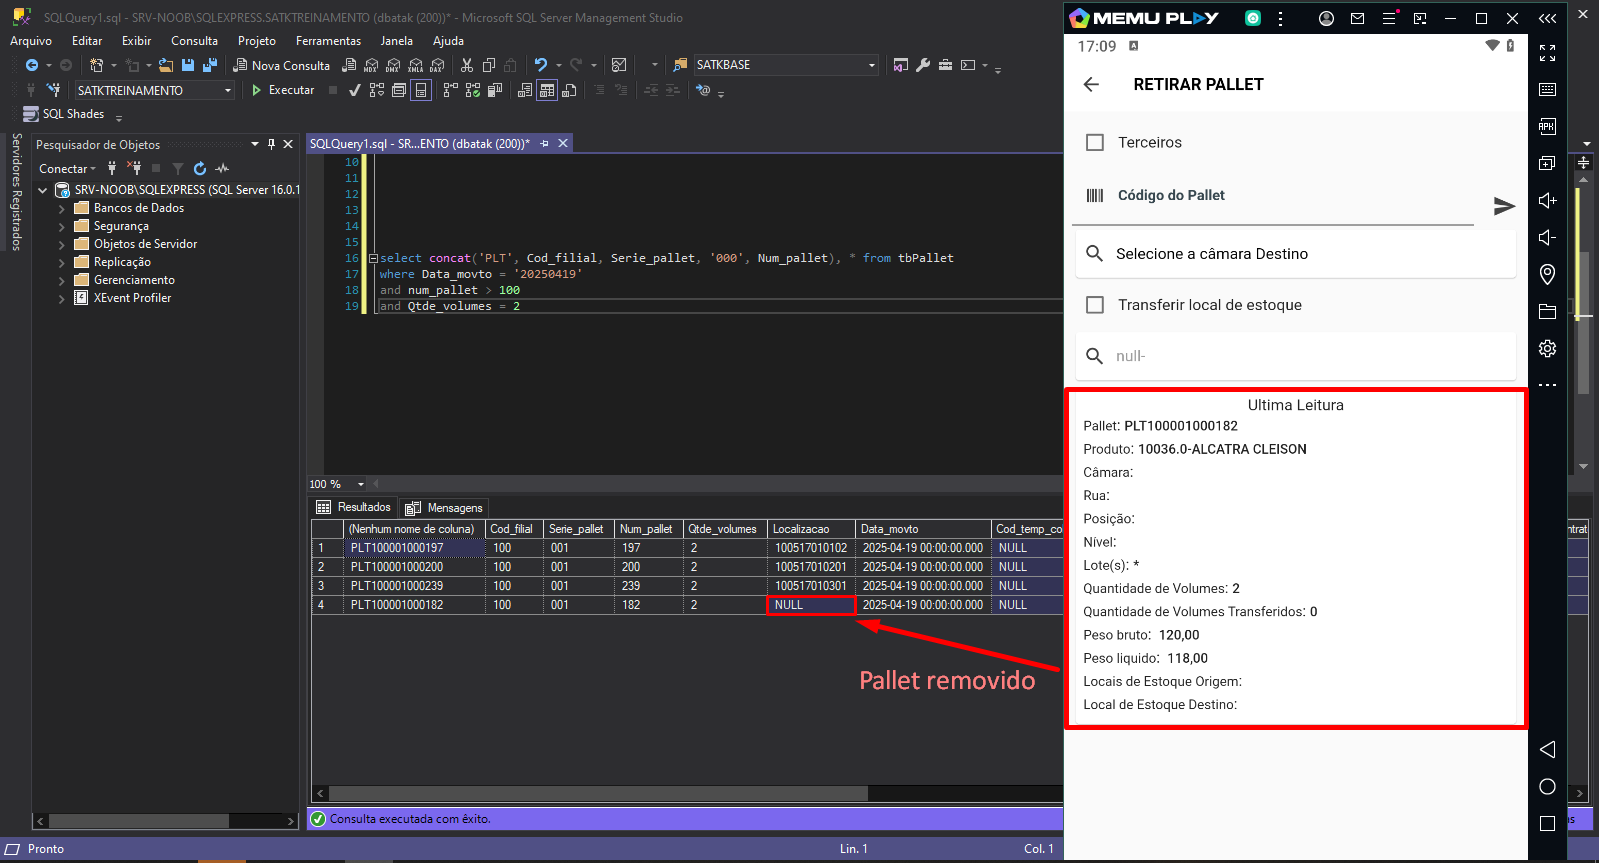 SQLQuery1.sql - SRV-NOOB\SQLEXPRESS.SATKTREINAMENTO (dbatak (200))* - Microsoft SQL Server Management Studio
Arquivo Editar Exibir Consulta Projeto Ferramentas Janela Ajuda
Nova Consulta MDX DMX XMLA DAX SATKBASE
SATKTREINAMENTO Executar
SQL Shades
Servidores Registrados
Pesquisador de Objetos
Conectar
SRV-NOOB\SQLEXPRESS (SQL Server 16.0.1
Bancos de Dados
Segurança
Objetos de Servidor
Replicação
Gerenciamento
XEvent Profiler
SQLQuery1.sql - SR...ENTO (dbatak (200))*
10
11
12
13
14
15
16 select concat('PLT', Cod_filial, Serie_pallet, '000', Num_pallet), * from tbPallet
17 where Data_movto = '20250419'
18 and num_pallet > 100
19 and Qtde_volumes = 2
100 %
Resultados Mensagens
(Nenhum nome de coluna) Cod_filial Serie_pallet Num_pallet Qtde_volumes Localizacao Data_movto Cod_temp_co
1 PLT100001000197 100 001 197 2 100517010102 2025-04-19 00:00:00.000 NULL
2 PLT100001000200 100 001 200 2 100517010201 2025-04-19 00:00:00.000 NULL
3 PLT100001000239 100 001 239 2 100517010301 2025-04-19 00:00:00.000 NULL
4 PLT100001000182 100 001 182 2 NULL 2025-04-19 00:00:00.000 NULL
Pallet removido
Consulta executada com êxito.
Pronto Lin. 1 Col. 1
MEMU PLAY
17:09
RETIRAR PALLET
Terceiros
Código do Pallet
Selecione a câmara Destino
Transferir local de estoque
null-
Ultima Leitura
Pallet: PLT100001000182
Produto: 10036.0-ALCATRA CLEISON
Câmara:
Rua:
Posição:
Nível:
Lote(s): *
Quantidade de Volumes: 2
Quantidade de Volumes Transferidos: 0
Peso bruto: 120,00
Peso liquido: 118,00
Locais de Estoque Origem:
Local de Estoque Destino:
APK
ntrat
as